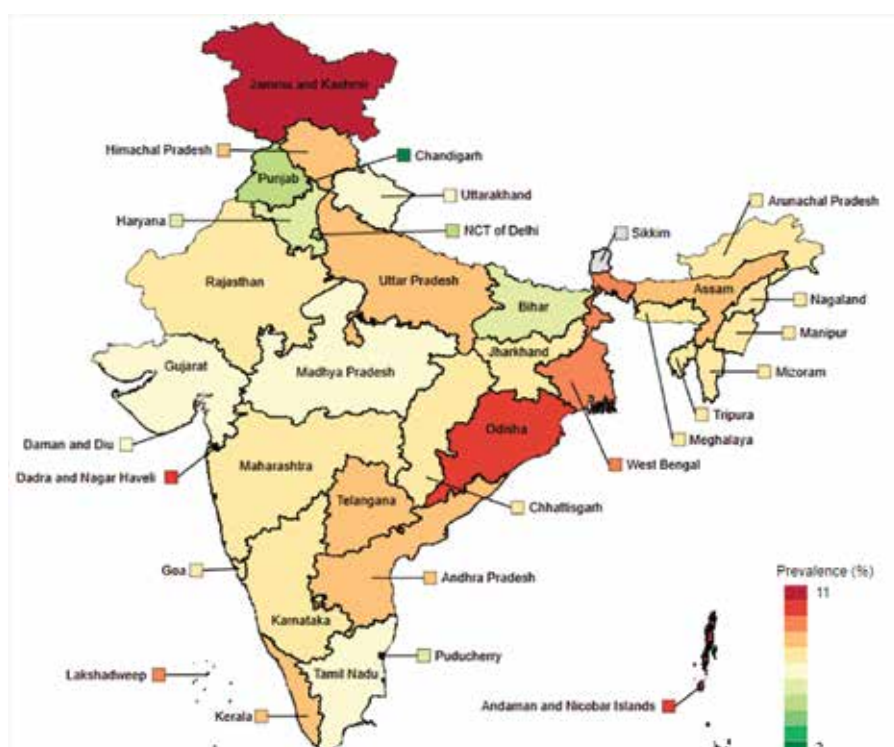 Jammu and Kashmir
Himachal Pradesh
Chandigarh
Punjab
Uttarakhand
Arunachal Pradesh
Haryana
NCT of Delhi
Sikkim
Rajasthan
Uttar Pradesh
Assam
Bihar
Nagaland
Manipur
Jharkhand
Gujarat
Madhya Pradesh
Mizoram
Tripura
Meghalaya
Odisha
Daman and Diu
West Bengal
Maharashtra
Dadra and Nagar Haveli
Telangana
Chhattisgarh
Goa
Andhra Pradesh
Prevalence (%)
11
Karnataka
Puducherry
Lakshadweep
Tamil Nadu
Andaman and Nicobar Islands
Kerala